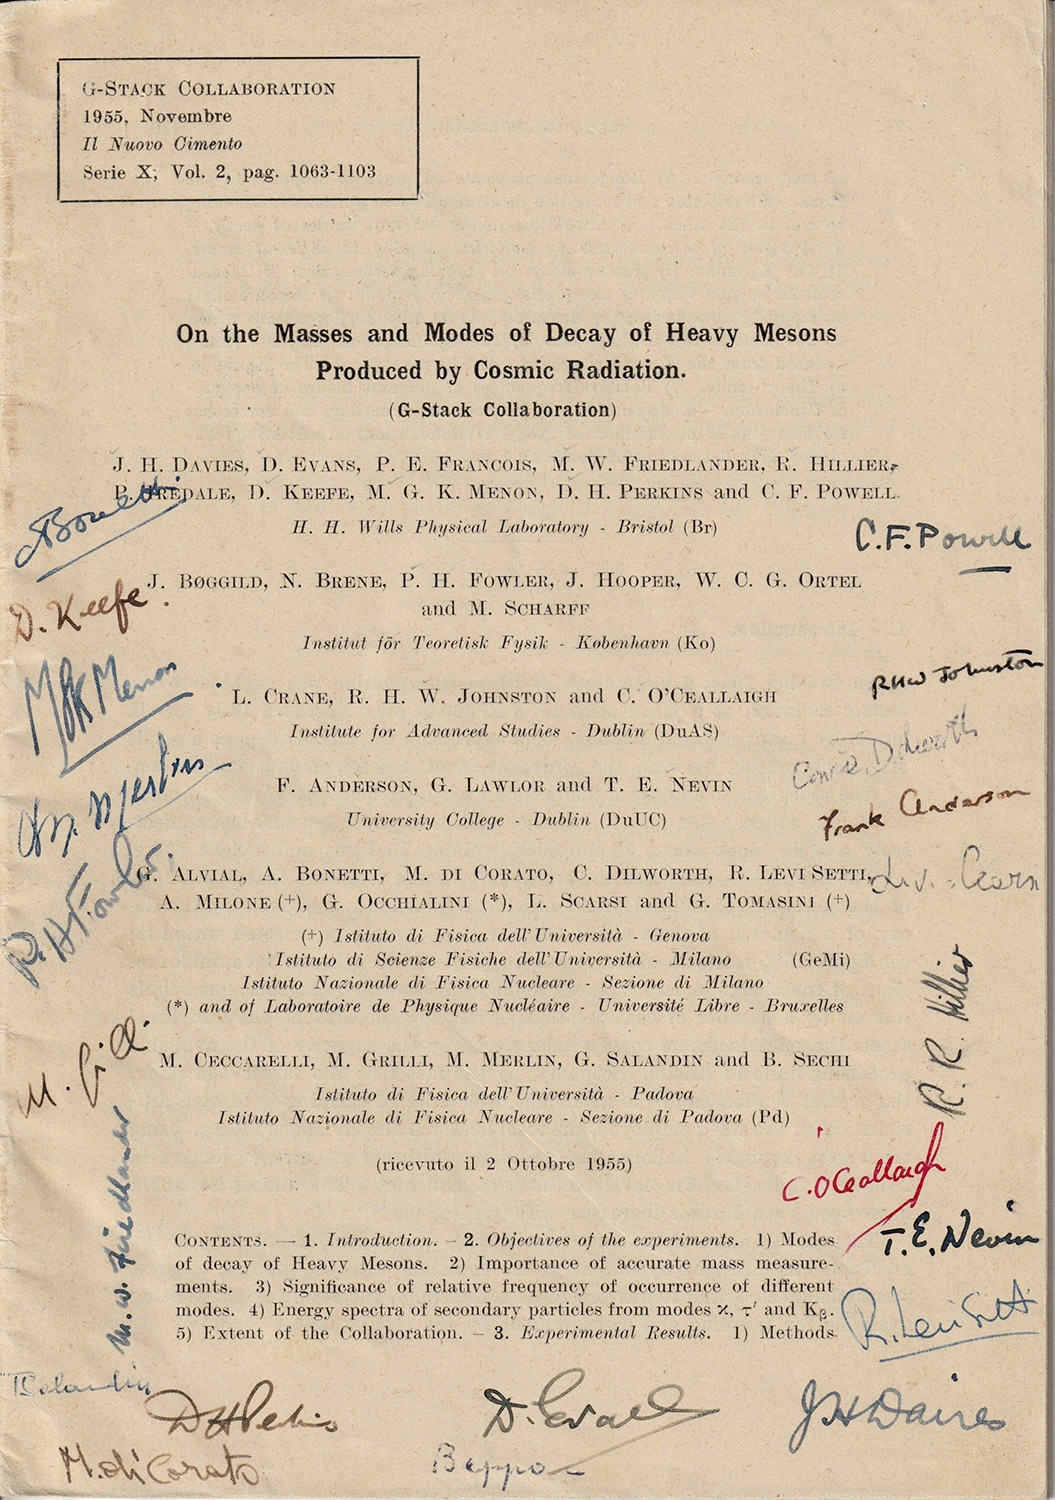 G-STACK COLLABORATION
1955, Novembre
Il Nuovo Cimento
Serie X, Vol. 2, pag. 1063-1103
On the Masses and Modes of Decay of Heavy Mesons
Produced by Cosmic Radiation.
(G-Stack Collaboration)
J. H. DAVIES, D. EVANS, P. E. FRANCOIS, M. W. FRIEDLANDER, R. HILLIER,
P. IREDALE, D. KEEFE, M. G. K. MENON, D. H. PERKINS and C. F. POWELL
H. H. Wills Physical Laboratory - Bristol (Br)
C.F. Powell
J. BØGGILD, N. BRENE, P. H. FOWLER, J. HOOPER, W. C. G. ORTEL
and M. SCHARFF
D. Keefe.
Institut för Teoretisk Fysik - København (Ko)
MGK Menon
RHW Johnston
L. CRANE, R. H. W. JOHNSTON and C. O'CEALLAIGH
Institute for Advanced Studies - Dublin (DuAS)
Dilworth
F. ANDERSON, G. LAWLOR and T. E. NEVIN
Frank Anderson
University College - Dublin (DuUC)
P. H. Fowler.
G. ALVIAL, A. BONETTI, M. DI CORATO, C. DILWORTH, R. LEVI SETTI,
A. MILONE (+), G. OCCHIALINI (*), L. SCARSI and G. TOMASINI (+)
(+) Istituto di Fisica dell'Università - Genova
Istituto di Scienze Fisiche dell'Università - Milano (GeMi)
Istituto Nazionale di Fisica Nucleare - Sezione di Milano
(*) and of Laboratoire de Physique Nucléaire - Université Libre - Bruxelles
R. R. Hillier
M. CECCARELLI, M. GRILLI, M. MERLIN, G. SALANDIN and B. SECHI
Istituto di Fisica dell'Università - Padova
Istituto Nazionale di Fisica Nucleare - Sezione di Padova (Pd)
(ricevuto il 2 Ottobre 1955)
C. O'Ceallaigh
T. E. Nevin
M. W. Friedlander
CONTENTS. — 1. Introduction. – 2. Objectives of the experiments. 1) Modes
of decay of Heavy Mesons. 2) Importance of accurate mass measure-
ments. 3) Significance of relative frequency of occurrence of different
modes. 4) Energy spectra of secondary particles from modes ϰ, τ′ and Kβ.
5) Extent of the Collaboration. – 3. Experimental Results. 1) Methods
R. Levi Setti
DH Perkins
D. Evans
JH Davies
M. di Corato
Beppo